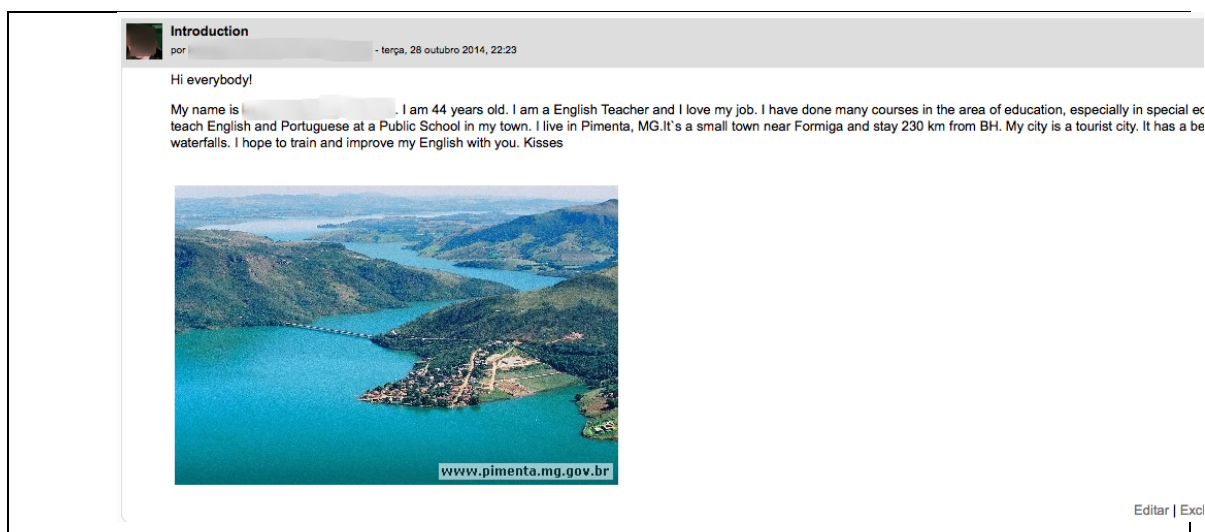 Introduction
por - terça, 28 outubro 2014, 22:23
Hi everybody!
My name is . I am 44 years old. I am a English Teacher and I love my job. I have done many courses in the area of education, especially in special
teach English and Portuguese at a Public School in my town. I live in Pimenta, MG.It`s a small town near Formiga and stay 230 km from BH. My city is a tourist city. It has a
waterfalls. I hope to train and improve my English with you. Kisses
www.pimenta.mg.gov.br
Editar |